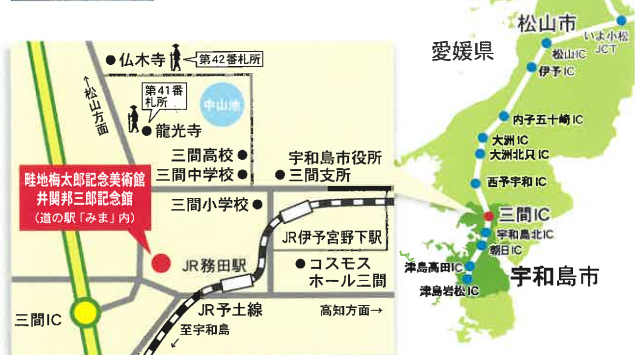 仏木寺
第42番札所
←松山方面
第41番
札所
中山池
龍光寺
三間高校
三間中学校
宇和島市役所
三間支所
畦地梅太郎記念美術館
井関邦三郎記念館
（道の駅「みま」内）
三間小学校
JR伊予宮野下駅
JR務田駅
コスモス
ホール三間
JR予土線
高知方面→
三間IC
←至宇和島
松山市
いよ小松
JCT
愛媛県
松山IC
伊予IC
内子五十崎IC
大洲IC
大洲北只IC
西予宇和IC
三間IC
宇和島北IC
朝日IC
津島高田IC
宇和島市
津島岩松IC